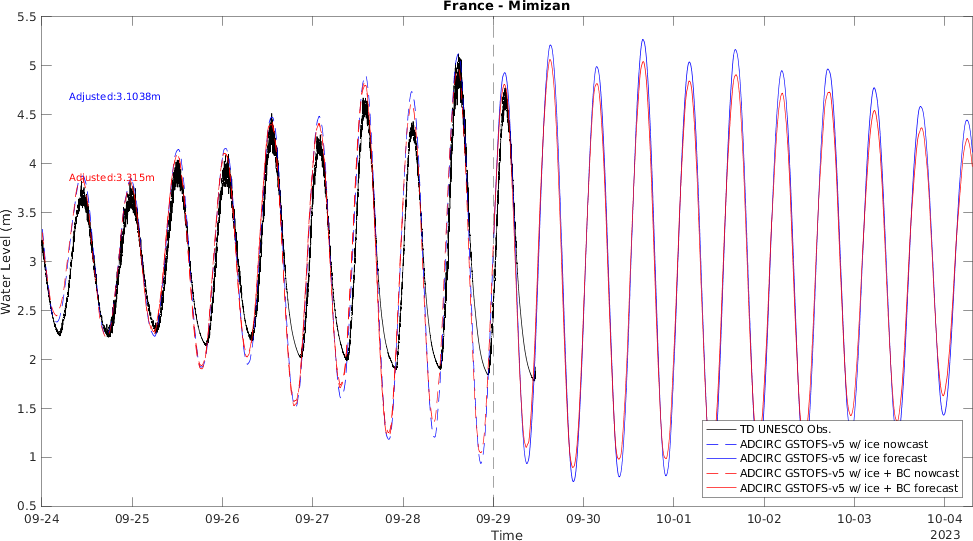 France - Mimizan
5.5
5
4.5
4
3.5
3
2.5
2
1.5
1
0.5
Water Level (m)
Adjusted:3.1038m
Adjusted:3.315m
TD UNESCO Obs.
ADCIRC GSTOFS-v5 w/ ice nowcast
ADCIRC GSTOFS-v5 w/ ice forecast
ADCIRC GSTOFS-v5 w/ ice + BC nowcast
ADCIRC GSTOFS-v5 w/ ice + BC forecast
09-24 09-25 09-26 09-27 09-28 09-29 09-30 10-01 10-02 10-03 10-04
Time
2023